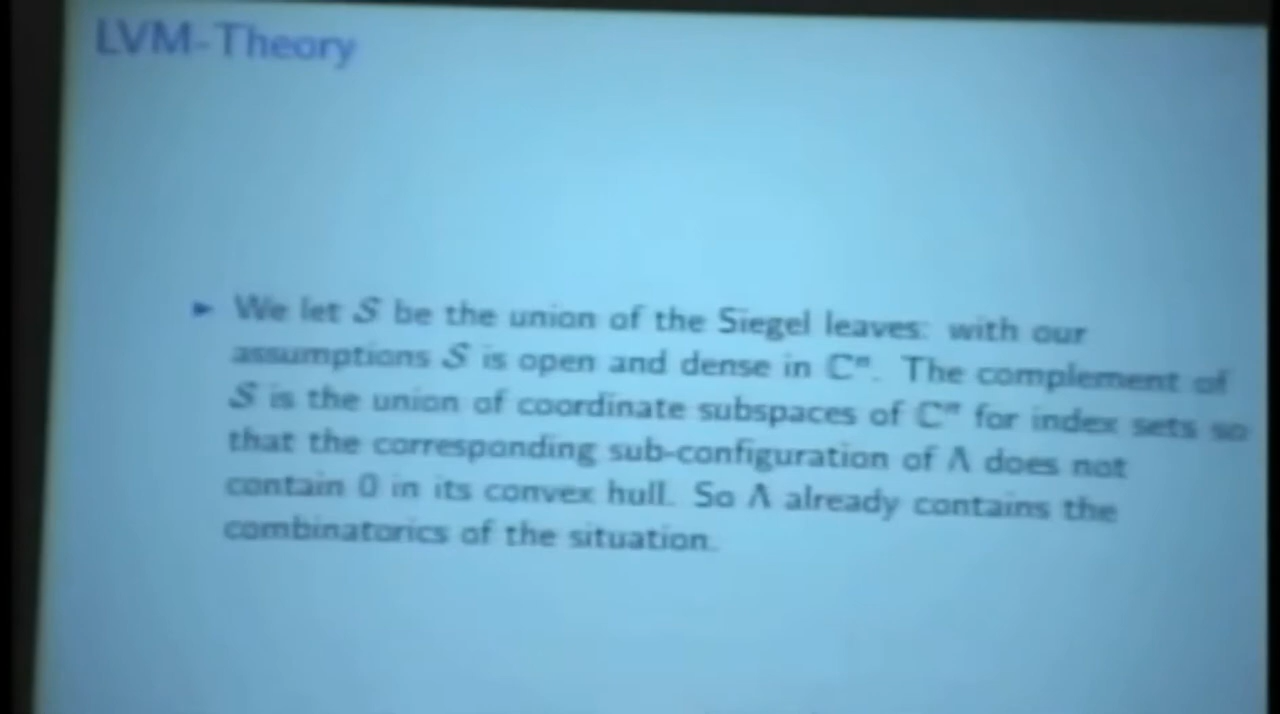 LVM-Theory
► We let S be the union of the Siegel leaves: with our
assumptions S is open and dense in ℂⁿ. The complement of
S is the union of coordinate subspaces of ℂⁿ for index sets so
that the corresponding sub-configuration of Λ does not
contain 0 in its convex hull. So Λ already contains the
combinatorics of the situation.